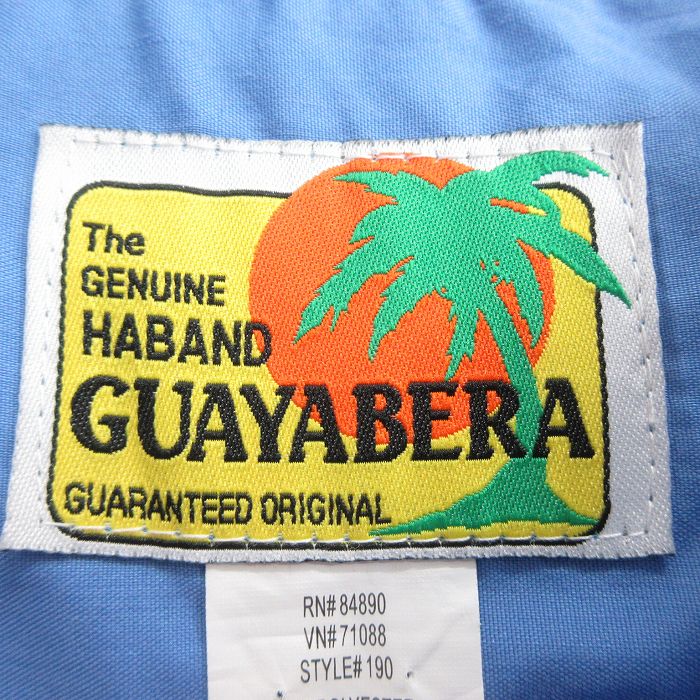 The
GENUINE
HABAND
GUAYABERA
GUARANTEED ORIGINAL
RN# 84890
VN# 71088
STYLE# 190